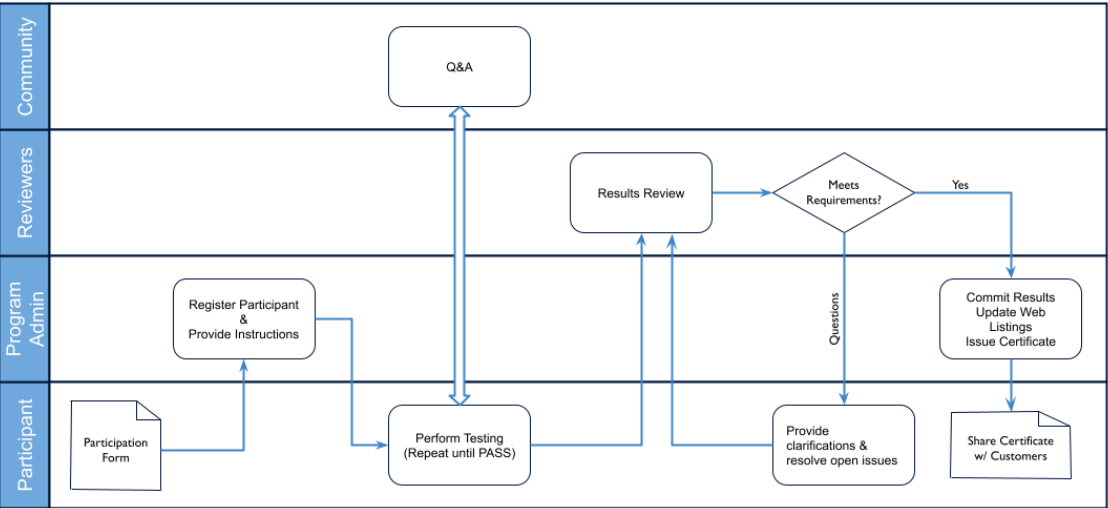 Community
Q&A
Reviewers
Results Review
Meets
Requirements?
Yes
Program
Admin
Register Participant
&
Provide Instructions
Questions
Commit Results
Update Web
Listings
Issue Certificate
Participant
Participation
Form
Perform Testing
(Repeat until PASS)
Provide
clarifications &
resolve open issues
Share Certificate
w/ Customers